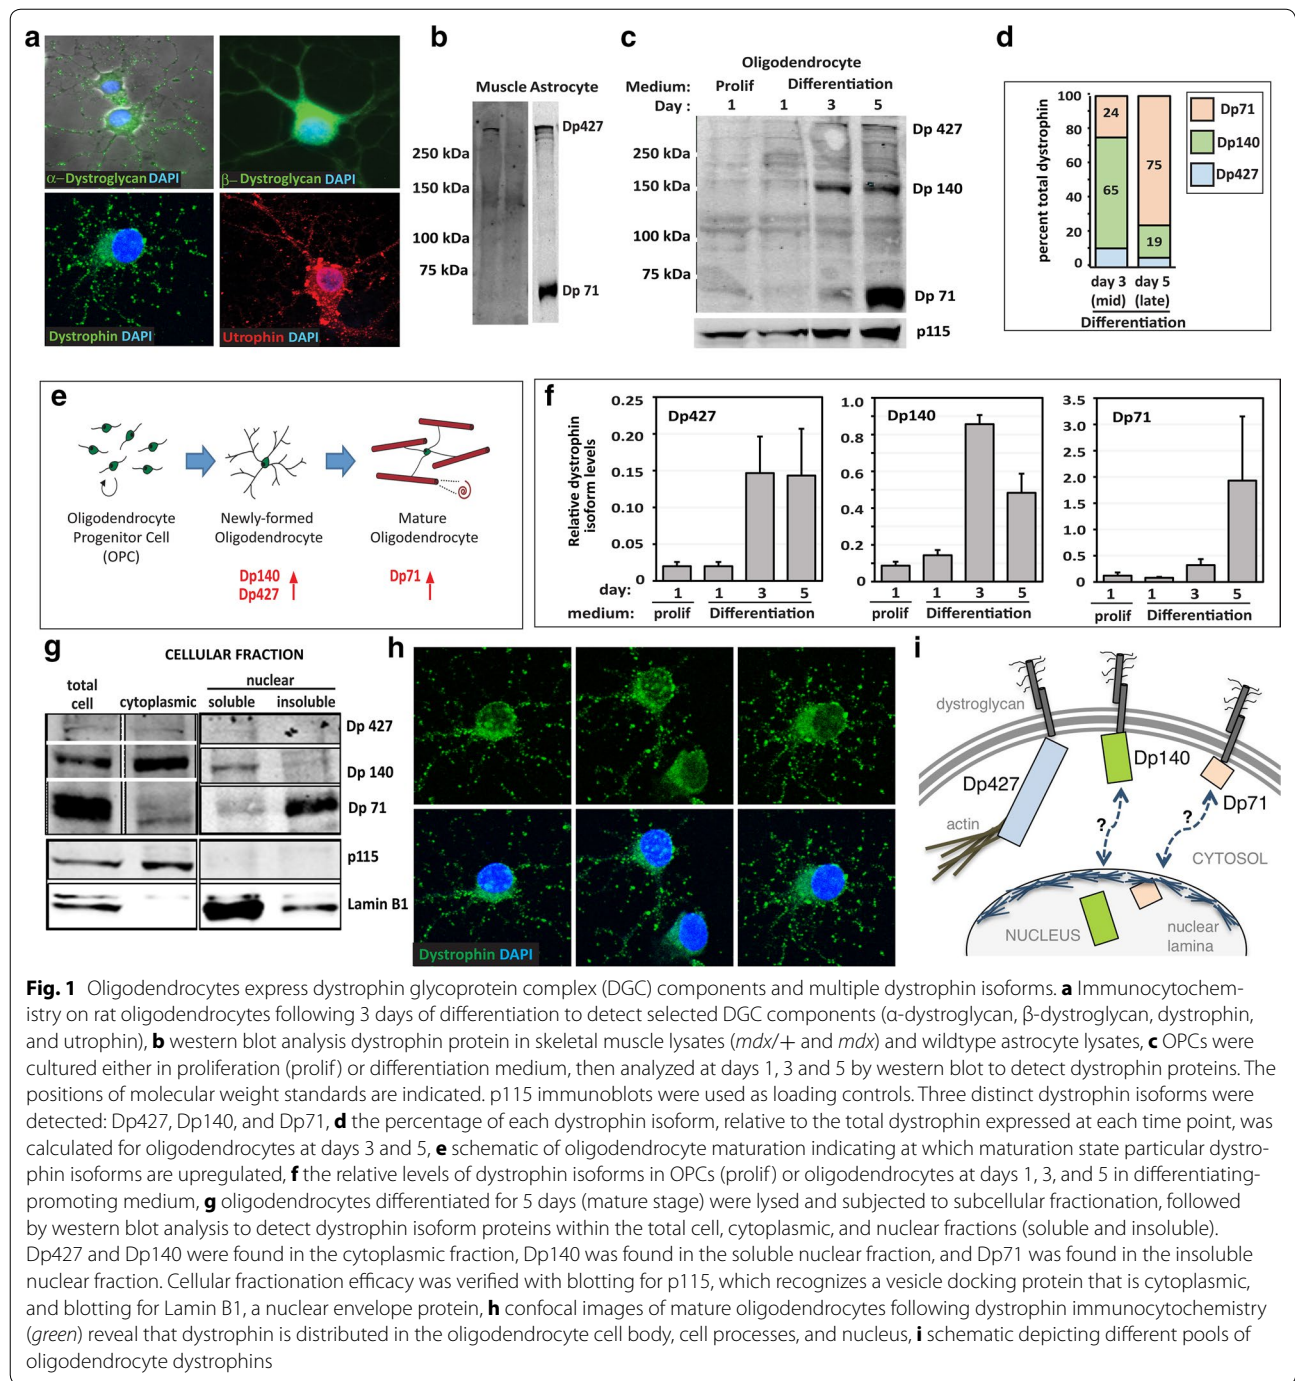 a
α-Dystroglycan DAPI
β-Dystroglycan DAPI
Dystrophin DAPI
Utrophin DAPI
b
Muscle Astrocyte
Dp427
250 kDa
150 kDa
100 kDa
75 kDa
Dp 71
c
Oligodendrocyte
Medium: Prolif Differentiation
Day : 1 1 3 5
Dp 427
250 kDa
150 kDa
Dp 140
100 kDa
75 kDa
Dp 71
p115
d
percent total dystrophin
100
80
60
40
20
0
24
65
75
19
day 3 day 5
(mid) (late)
Differentiation
Dp71
Dp140
Dp427
e
Oligodendrocyte
Progenitor Cell
(OPC)
Newly-formed
Oligodendrocyte
Mature
Oligodendrocyte
Dp140
Dp427
Dp71
f
Relative dystrophin
isoform levels
Dp427
0.25
0.20
0.15
0.10
0.05
0
Dp140
1.0
0.8
0.6
0.4
0.2
0
Dp71
3.5
3.0
2.5
2.0
1.5
1.0
0.5
0
day: 1 1 3 5 1 1 3 5 1 1 3 5
medium: prolif Differentiation prolif Differentiation prolif Differentiation
g
CELLULAR FRACTION
total
cell
cytoplasmic
nuclear
soluble insoluble
Dp 427
Dp 140
Dp 71
p115
Lamin B1
h
Dystrophin DAPI
i
dystroglycan
Dp427
Dp140
Dp71
actin
?
?
CYTOSOL
NUCLEUS
nuclear
lamina
Fig. 1 Oligodendrocytes express dystrophin glycoprotein complex (DGC) components and multiple dystrophin isoforms. a Immunocytochem-
istry on rat oligodendrocytes following 3 days of differentiation to detect selected DGC components (α-dystroglycan, β-dystroglycan, dystrophin,
and utrophin), b western blot analysis dystrophin protein in skeletal muscle lysates (mdx/+ and mdx) and wildtype astrocyte lysates, c OPCs were
cultured either in proliferation (prolif) or differentiation medium, then analyzed at days 1, 3 and 5 by western blot to detect dystrophin proteins. The
positions of molecular weight standards are indicated. p115 immunoblots were used as loading controls. Three distinct dystrophin isoforms were
detected: Dp427, Dp140, and Dp71, d the percentage of each dystrophin isoform, relative to the total dystrophin expressed at each time point, was
calculated for oligodendrocytes at days 3 and 5, e schematic of oligodendrocyte maturation indicating at which maturation state particular dystro-
phin isoforms are upregulated, f the relative levels of dystrophin isoforms in OPCs (prolif) or oligodendrocytes at days 1, 3, and 5 in differentiating-
promoting medium, g oligodendrocytes differentiated for 5 days (mature stage) were lysed and subjected to subcellular fractionation, followed
by western blot analysis to detect dystrophin isoform proteins within the total cell, cytoplasmic, and nuclear fractions (soluble and insoluble).
Dp427 and Dp140 were found in the cytoplasmic fraction, Dp140 was found in the soluble nuclear fraction, and Dp71 was found in the insoluble
nuclear fraction. Cellular fractionation efficacy was verified with blotting for p115, which recognizes a vesicle docking protein that is cytoplasmic,
and blotting for Lamin B1, a nuclear envelope protein, h confocal images of mature oligodendrocytes following dystrophin immunocytochemistry
(green) reveal that dystrophin is distributed in the oligodendrocyte cell body, cell processes, and nucleus, i schematic depicting different pools of
oligodendrocyte dystrophins